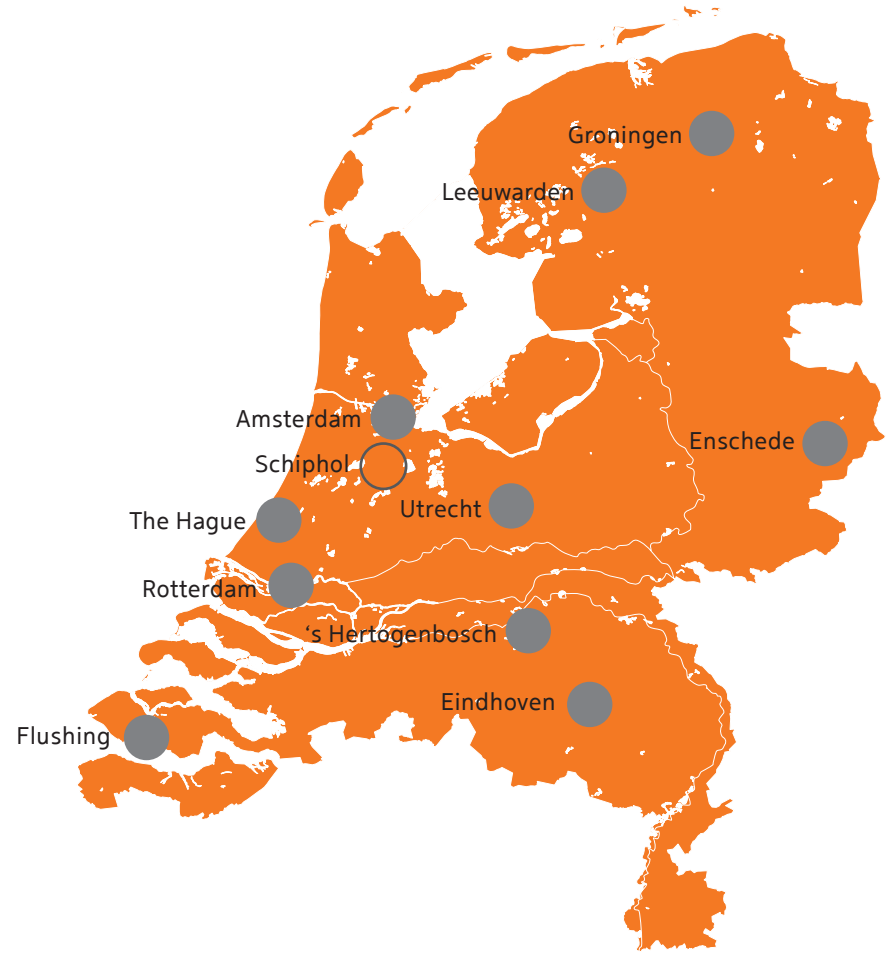 Groningen
Leeuwarden
Amsterdam
Enschede
Schiphol
Utrecht
The Hague
Rotterdam
‘s Hertogenbosch
Eindhoven
Flushing